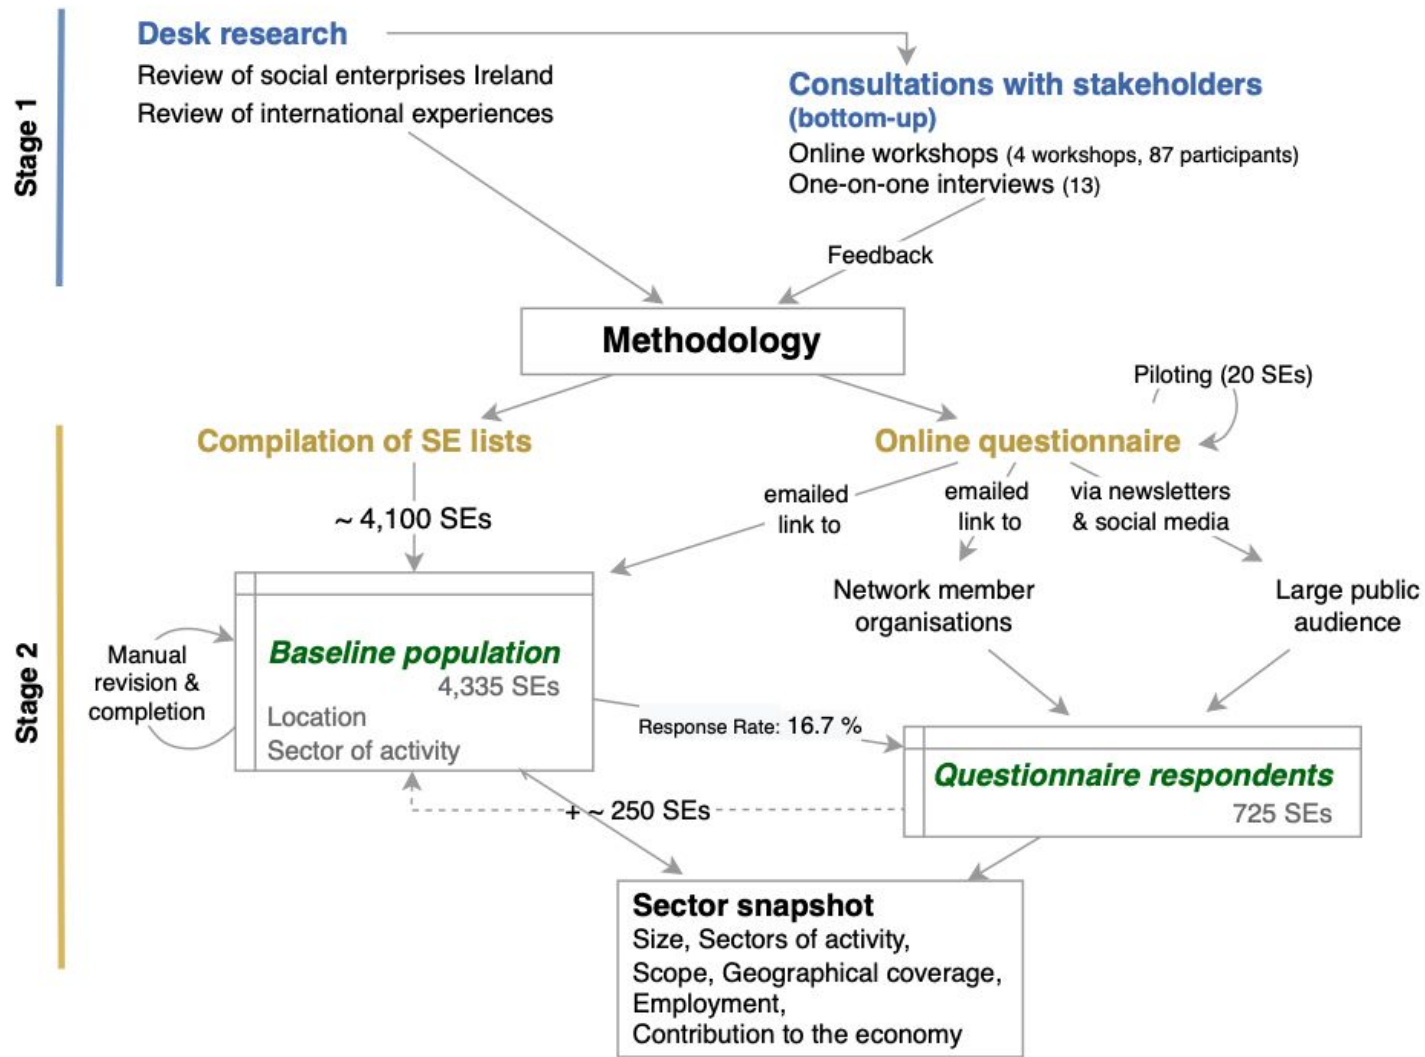 Stage 1
Desk research
Review of social enterprises Ireland
Review of international experiences
Consultations with stakeholders
(bottom-up)
Online workshops (4 workshops, 87 participants)
One-on-one interviews (13)
Feedback
Methodology
Stage 2
Piloting (20 SEs)
Compilation of SE lists
Online questionnaire
~ 4,100 SEs
emailed
link to
emailed
link to
via newsletters
& social media
Network member
organisations
Large public
audience
Manual
revision &
completion
Baseline population
4,335 SEs
Location
Sector of activity
Response Rate: 16.7 %
Questionnaire respondents
725 SEs
+ ~ 250 SEs
Sector snapshot
Size, Sectors of activity,
Scope, Geographical coverage,
Employment,
Contribution to the economy